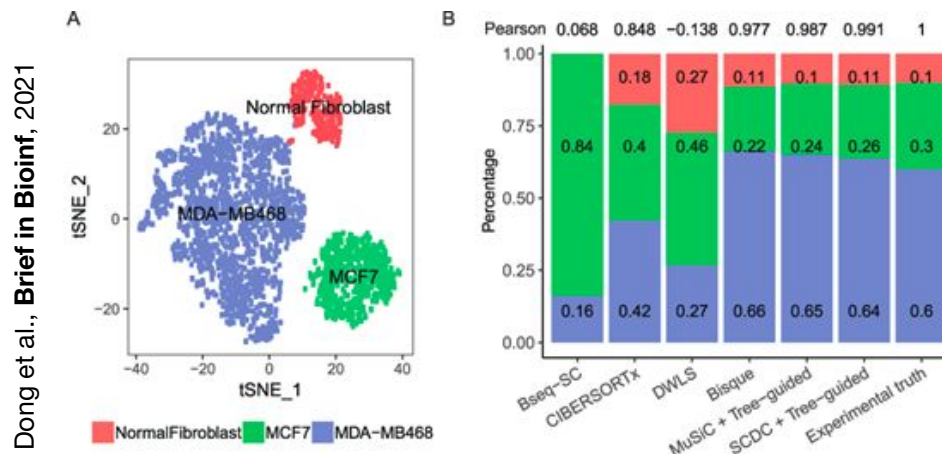 Dong et al., Brief in Bioinf, 2021
A
Normal Fibroblast
MDA-MB468
MCF7
20
0
−20
tSNE_2
−40 −20 0 20 40
tSNE_1
NormalFibroblast MCF7 MDA-MB468
B
Pearson 0.068 0.848 −0.138 0.977 0.987 0.991 1
1.00
0.75
0.50
0.25
0.00
Percentage
0.18 0.27 0.11 0.1 0.11 0.1
0.84 0.4 0.46 0.22 0.24 0.26 0.3
0.16 0.42 0.27 0.66 0.65 0.64 0.6
Bseq-SC
CIBERSORTx
DWLS
Bisque
MuSiC + Tree-guided
SCDC + Tree-guided
Experimental truth